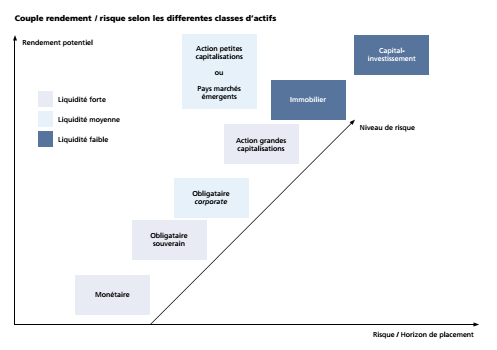 Couple rendement / risque selon les differentes classes d'actifs
Rendement potentiel
Action petites
capitalisations
ou
Pays marchés
émergents
Capital-
investissement
Liquidité forte
Liquidité moyenne
Liquidité faible
Immobilier
Niveau de risque
Action grandes
capitalisations
Obligataire
corporate
Obligataire
souverain
Monétaire
Risque / Horizon de placement